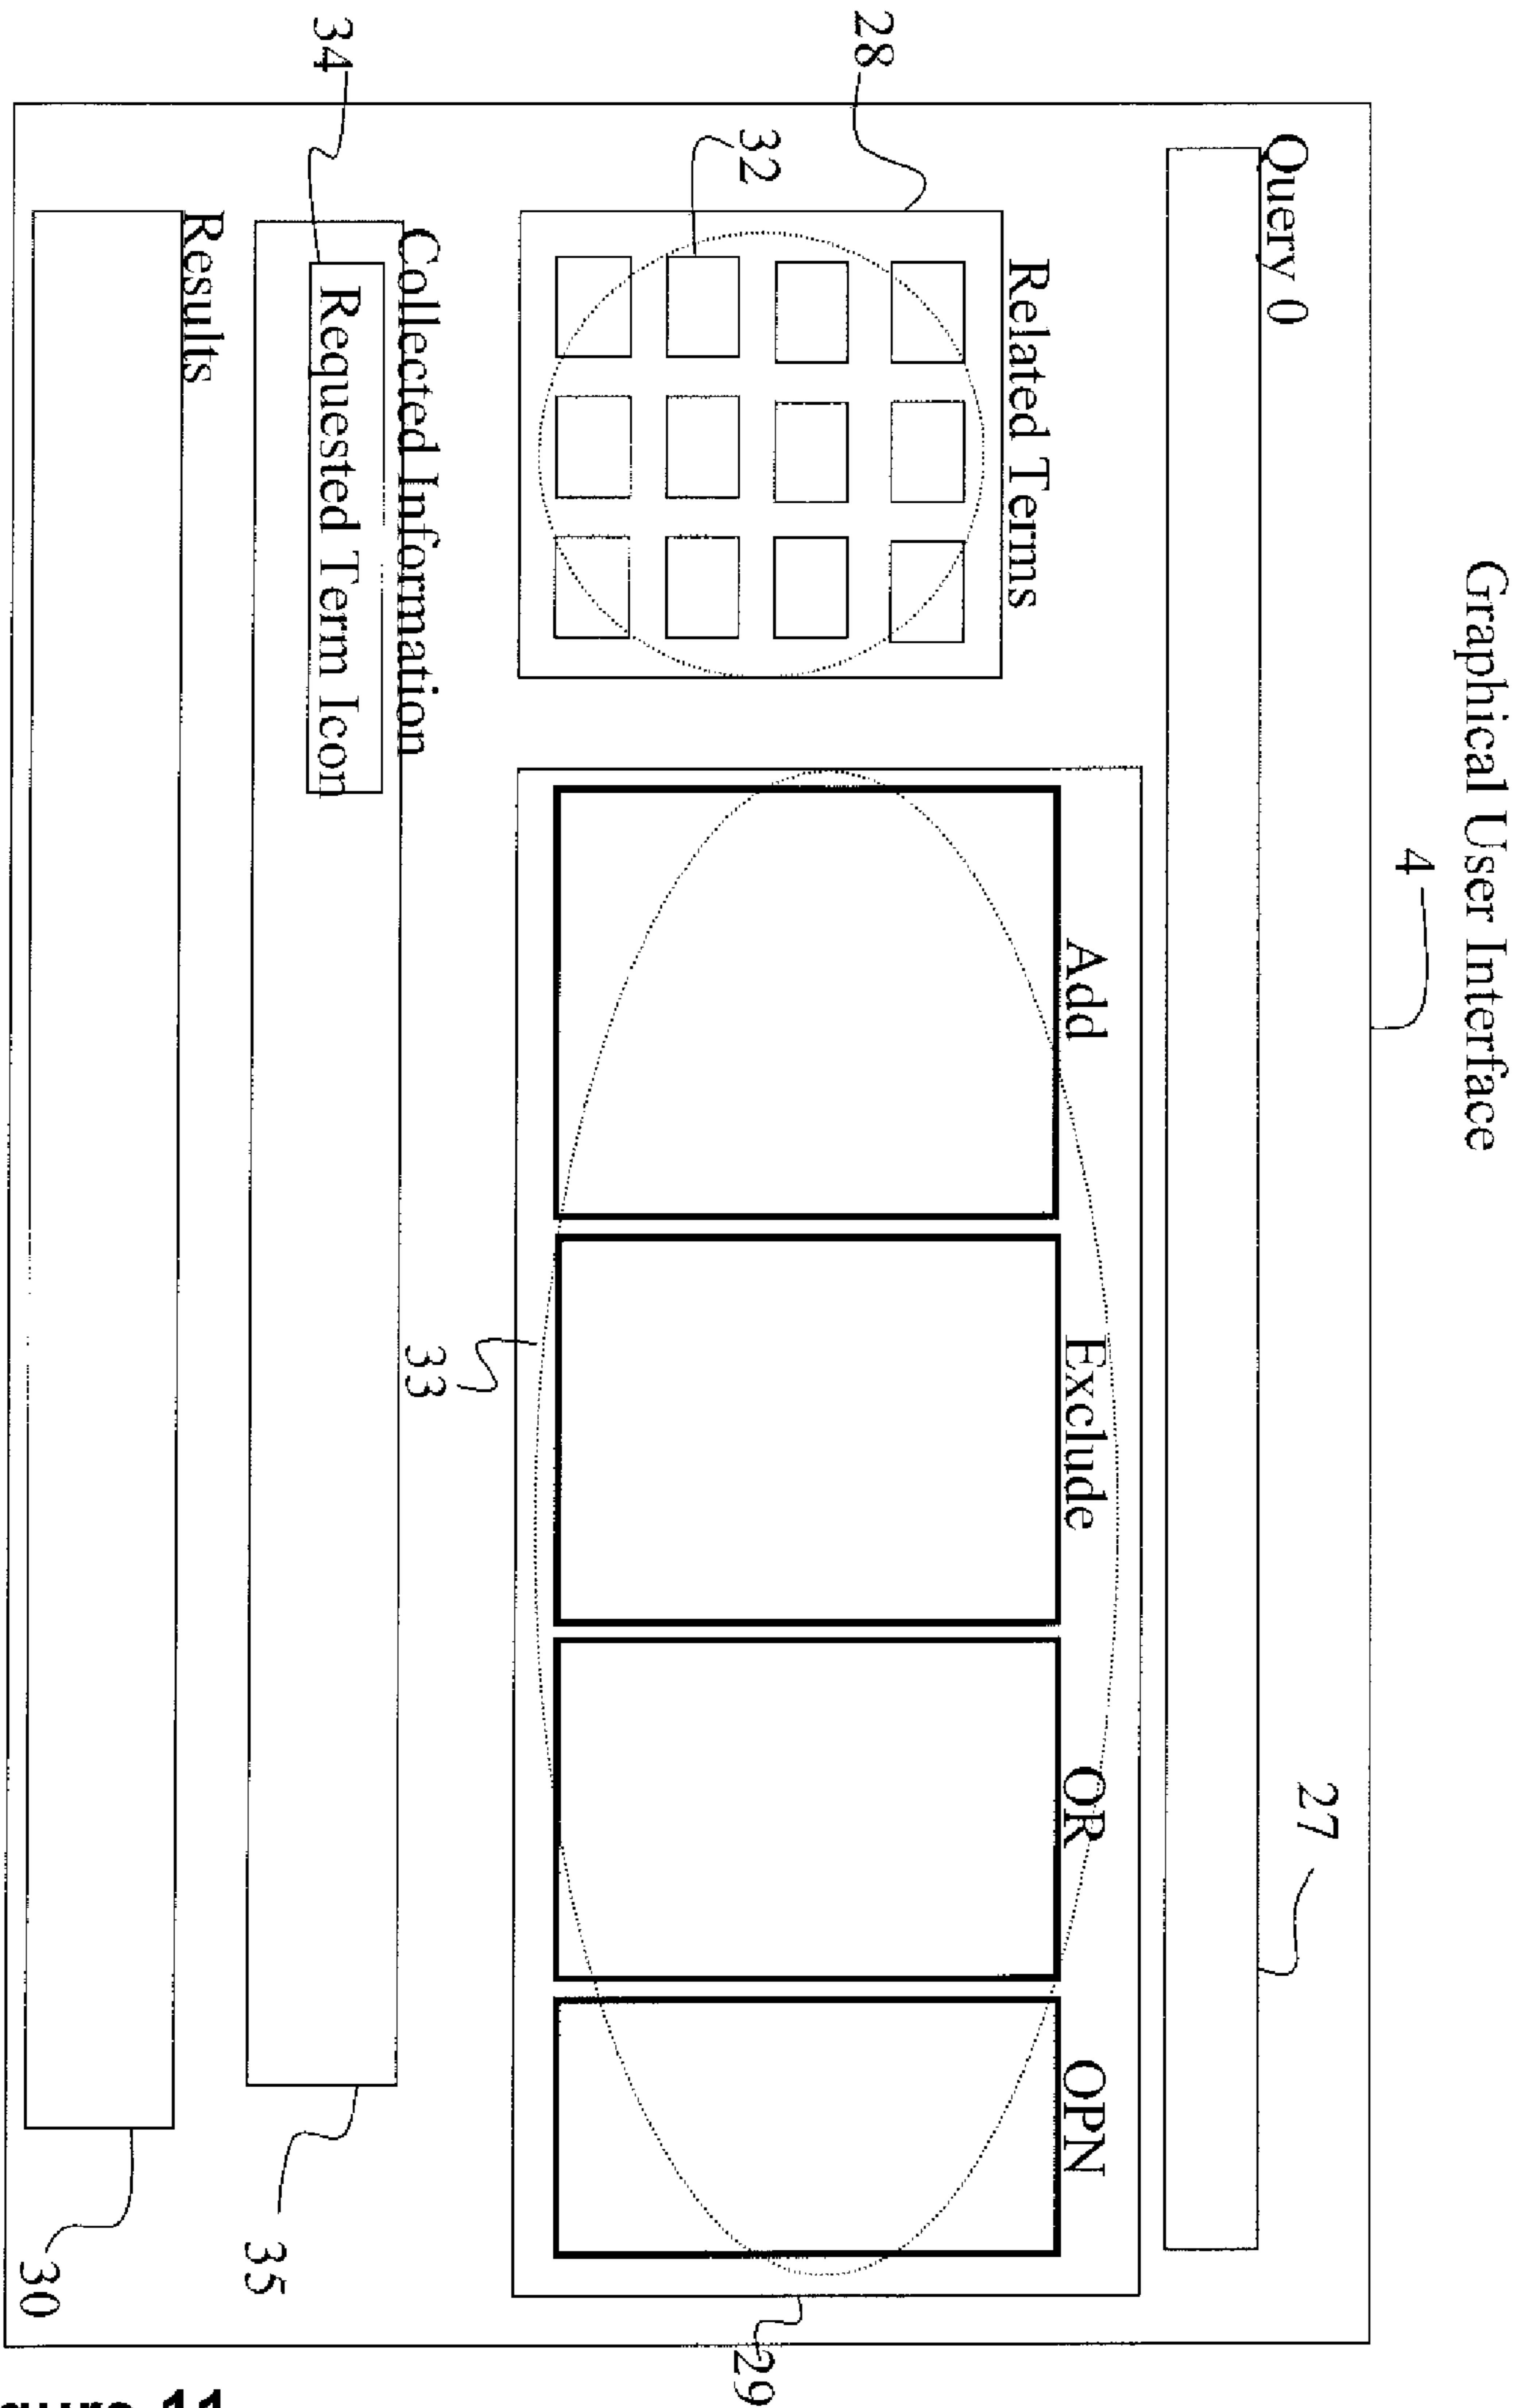 Graphical User Interface
4
27
Query 0
28
Related Terms
32
Add
Exclude
OR
OPN
29
33
Collected Information
34
Requested Term Icon
35
Results
30